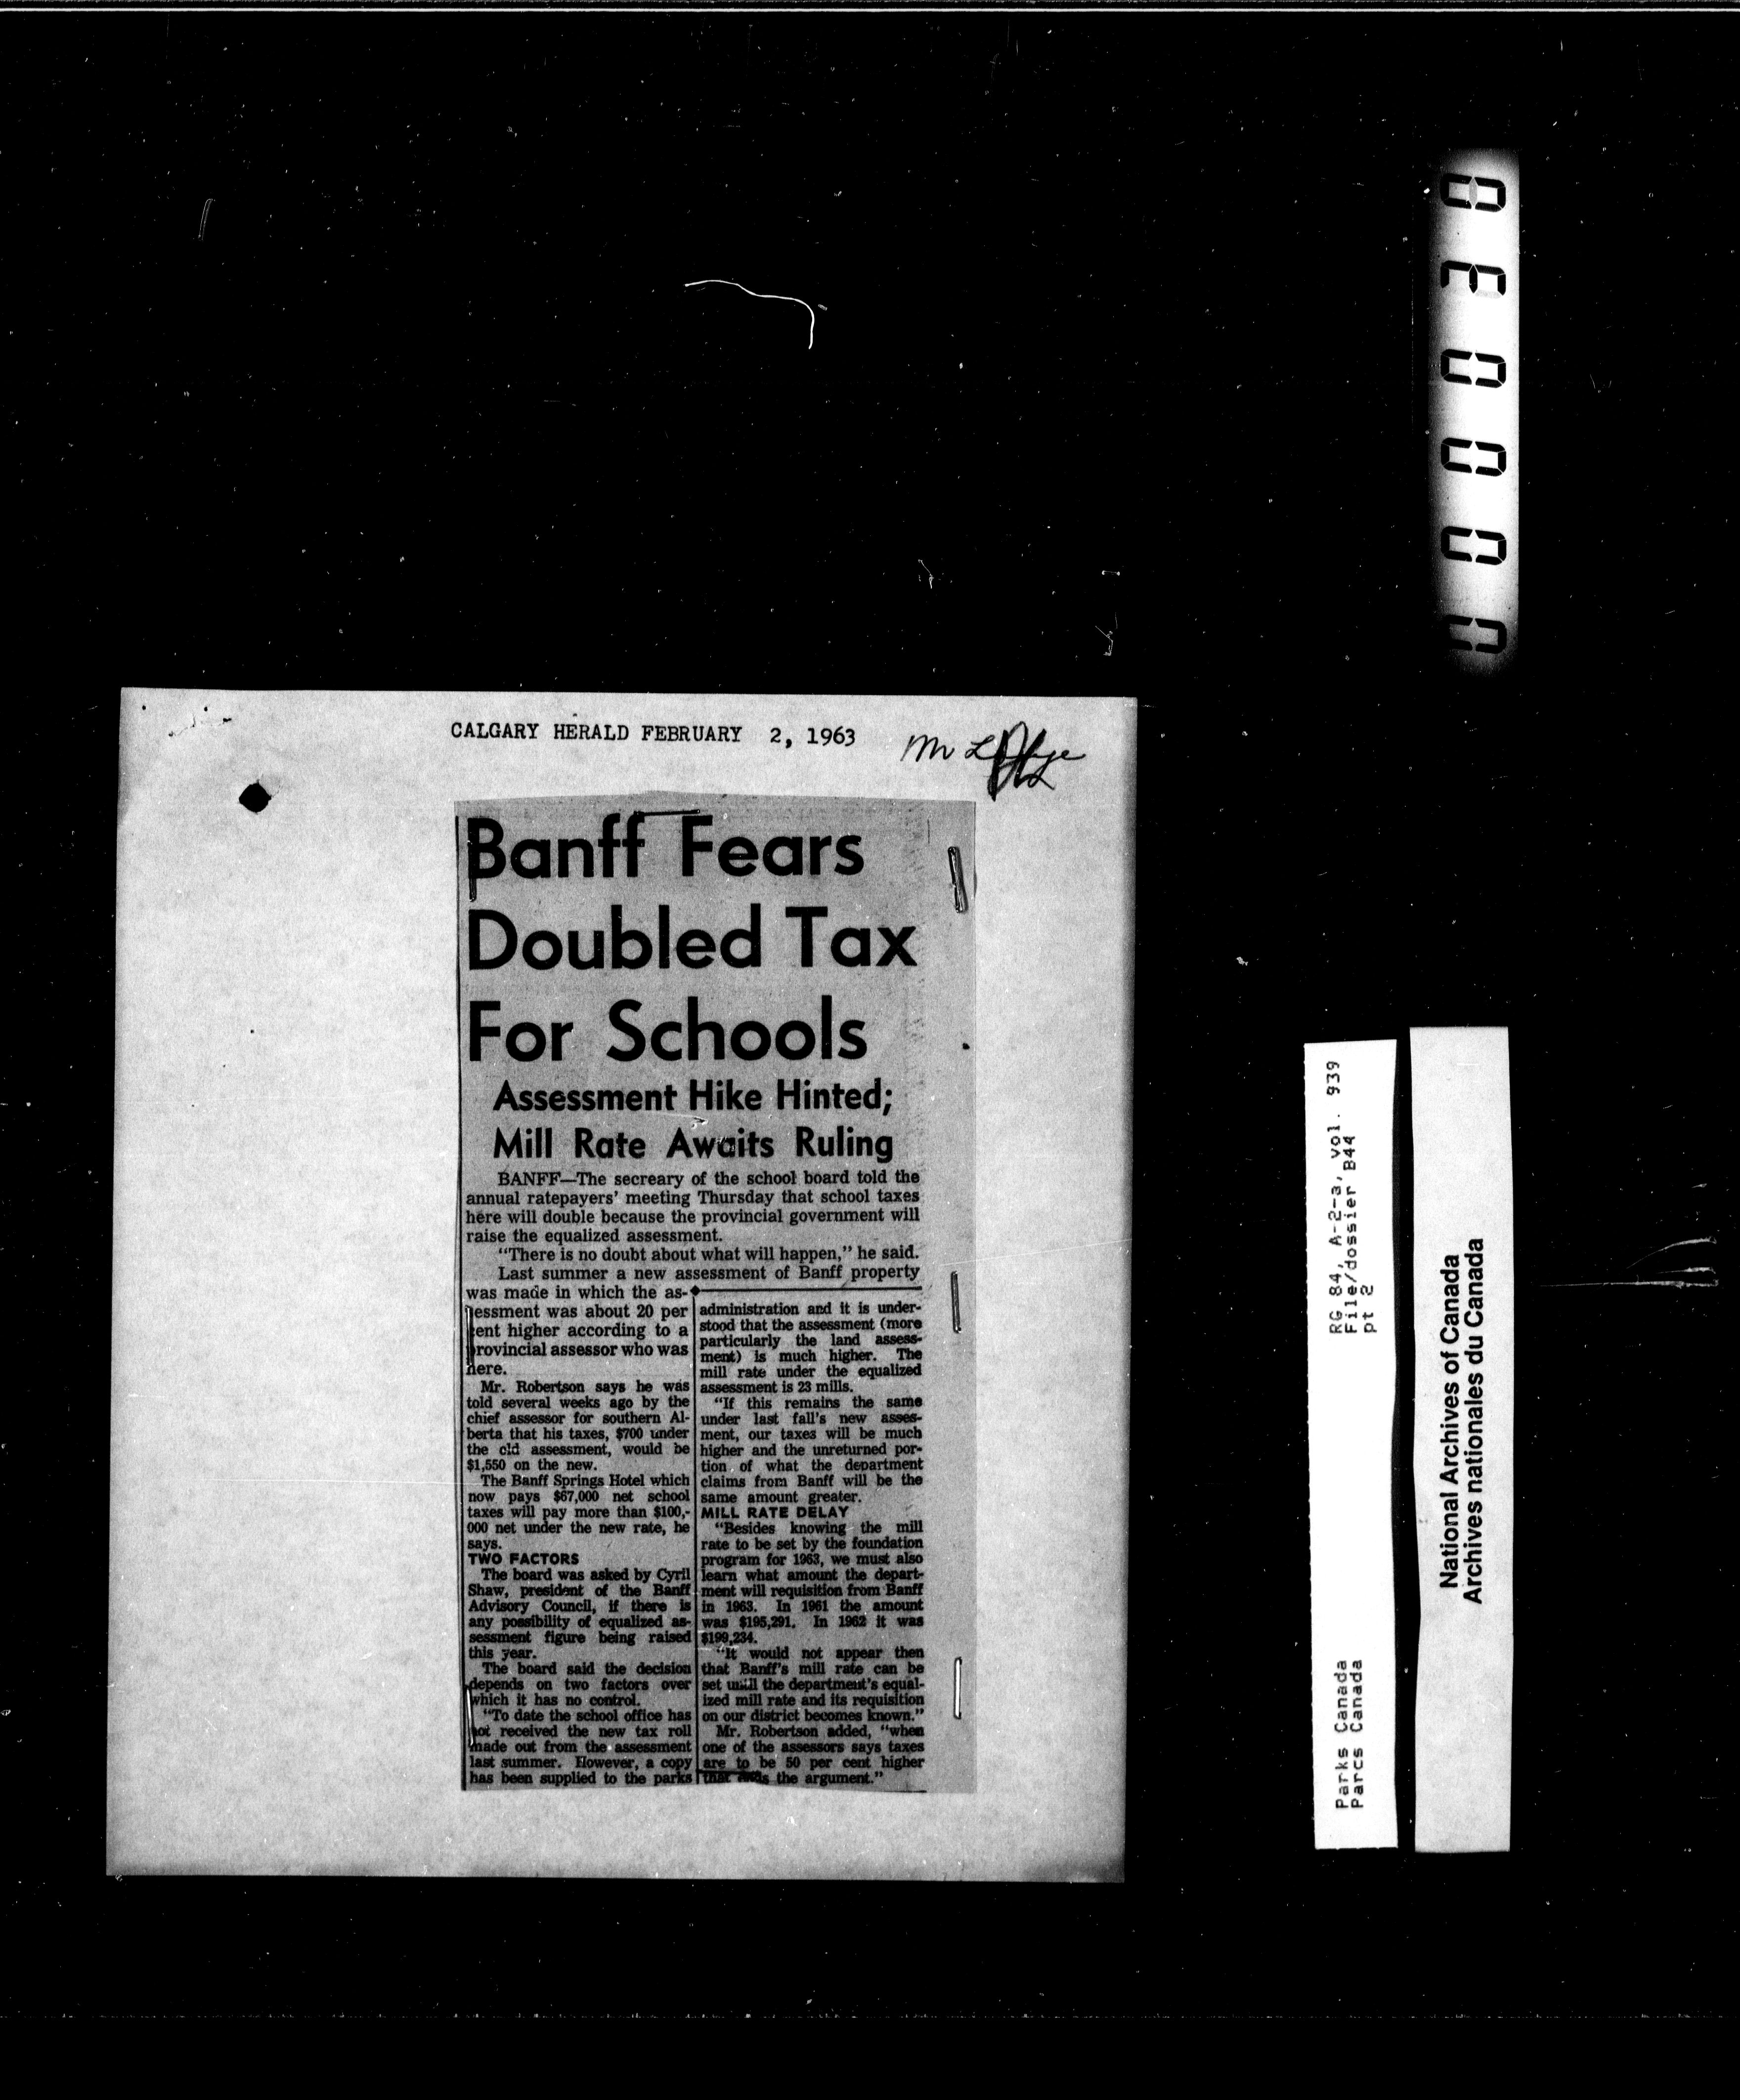 CALGARY HERALD FEBRUARY 2, 1963
Banff Fears
Doubled Tax
For Schools
Assessment Hike Hinted;
Mill Rate Awaits Ruling
BANFF—The secreary of the school board told the
annual ratepayers' meeting Thursday that school taxes
here will double because the provincial government will
raise the equalized assessment.
"There is no doubt about what will happen," he said.
Last summer a new assessment of Banff property
was made in which the as-
sessment was about 20 per
cent higher according to a
provincial assessor who was
here.
Mr. Robertson says he was
told several weeks ago by the
chief assessor for southern Al-
berta that his taxes, $700 under
the old assessment, would be
$1,550 on the new.
The Banff Springs Hotel which
now pays $67,000 net school
taxes will pay more than $100,-
000 net under the new rate, he
says.
TWO FACTORS
The board was asked by Cyril
Shaw, president of the Banff
Advisory Council, if there is
any possibility of equalized as-
sessment figure being raised
this year.
The board said the decision
depends on two factors over
which it has no control.
"To date the school office has
not received the new tax roll
made out from the assessment
last summer. However, a copy
has been supplied to the parks
administration and it is under-
stood that the assessment (more
particularly the land assess-
ment) is much higher. The
mill rate under the equalized
assessment is 23 mills.
"If this remains the same
under last fall's new asses-
ment, our taxes will be much
higher and the unreturned por-
tion of what the department
claims from Banff will be the
same amount greater.
MILL RATE DELAY
"Besides knowing the mill
rate to be set by the foundation
program for 1963, we must also
learn what amount the depart-
ment will requisition from Banff
in 1963. In 1961 the amount
was $195,291. In 1962 it was
$199,234.
"It would not appear then
that Banff's mill rate can be
set until the department's equal-
ized mill rate and its requisition
on our district becomes known."
Mr. Robertson added, "when
one of the assessors says taxes
are to be 50 per cent higher
that ends the argument."
Parks Canada
Parcs Canada
RG 84, A-2-a, vol. 939
File/dossier B44
pt 2
National Archives of Canada
Archives nationales du Canada